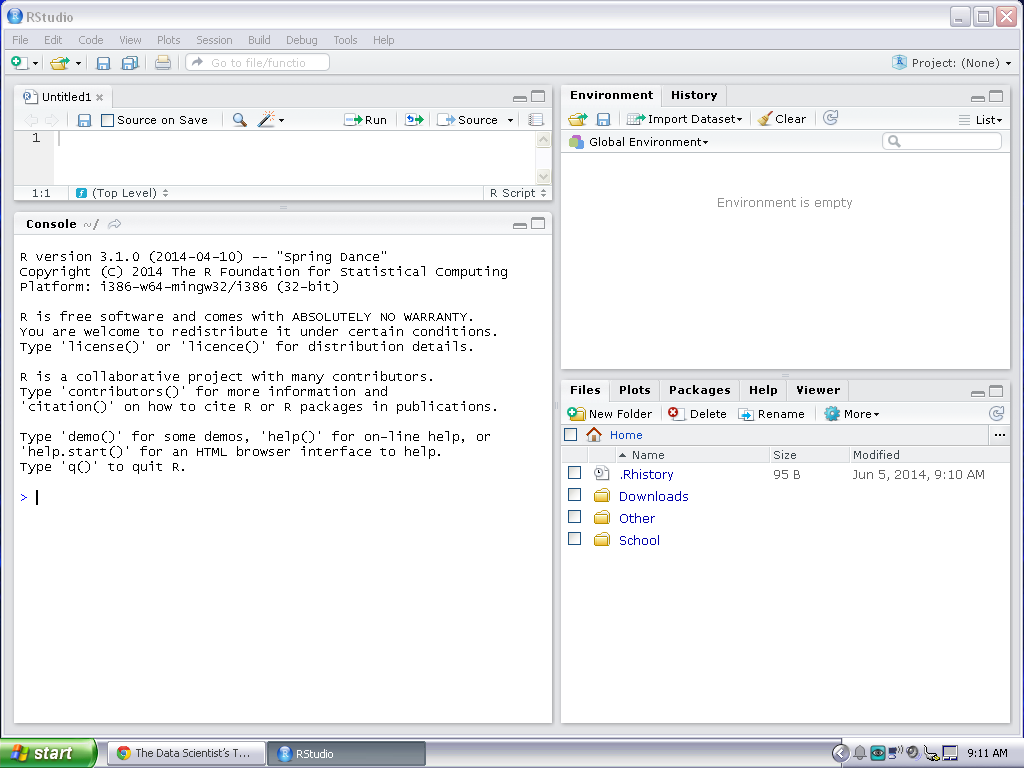 RStudio
File Edit Code View Plots Session Build Debug Tools Help
Go to file/functio
Project: (None)
Untitled1
Source on Save Run Source
1
1:1 (Top Level) R Script
Console ~/
R version 3.1.0 (2014-04-10) -- "Spring Dance"
Copyright (C) 2014 The R Foundation for Statistical Computing
Platform: i386-w64-mingw32/i386 (32-bit)
R is free software and comes with ABSOLUTELY NO WARRANTY.
You are welcome to redistribute it under certain conditions.
Type 'license()' or 'licence()' for distribution details.
R is a collaborative project with many contributors.
Type 'contributors()' for more information and
'citation()' on how to cite R or R packages in publications.
Type 'demo()' for some demos, 'help()' for on-line help, or
'help.start()' for an HTML browser interface to help.
Type 'q()' to quit R.
>
Environment History
Import Dataset Clear List
Global Environment
Environment is empty
Files Plots Packages Help Viewer
New Folder Delete Rename More
Home ...
Name Size Modified
.Rhistory 95 B Jun 5, 2014, 9:10 AM
Downloads
Other
School
start The Data Scientist's T... RStudio 9:11 AM